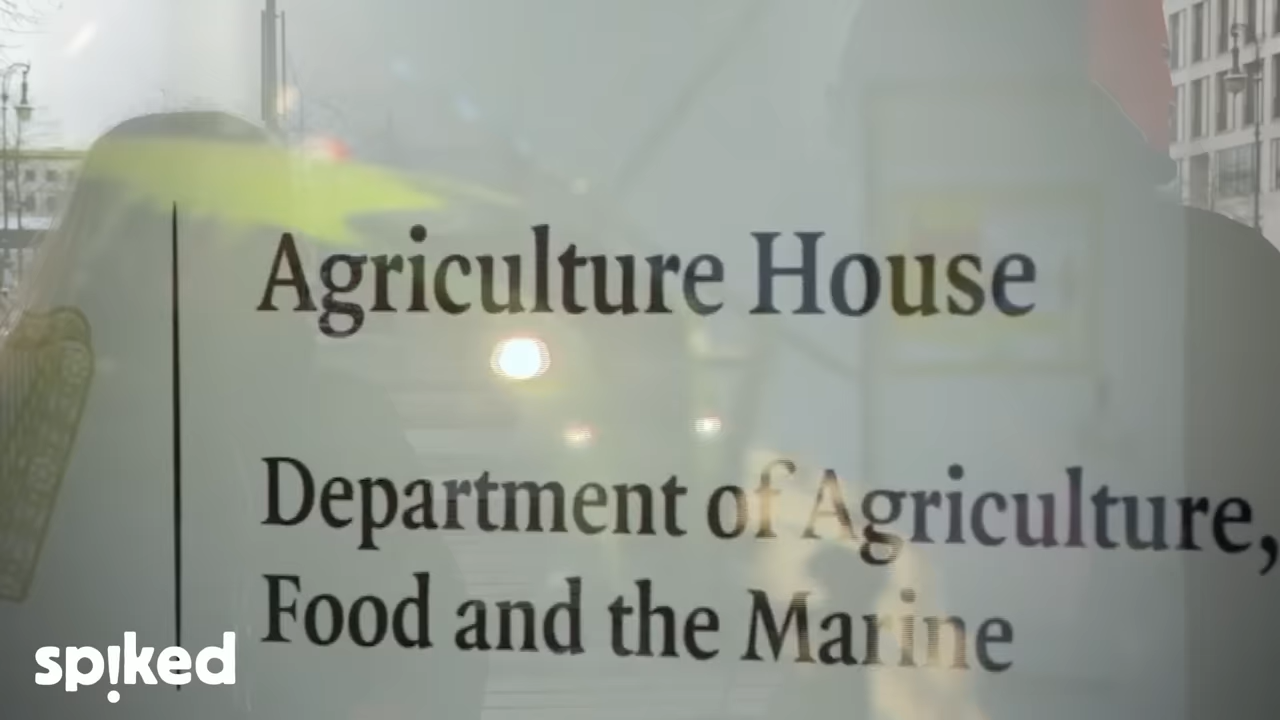 Agriculture House
Department of Agriculture,
Food and the Marine
spiked